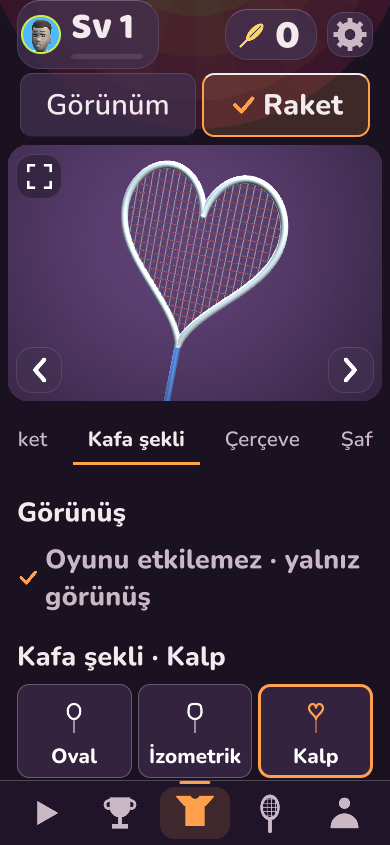 Sv 1
0
Görünüm
Raket
ket
Kafa şekli
Çerçeve
Şaf
Görünüş
Oyunu etkilemez · yalnız
görünüş
Kafa şekli · Kalp
Oval
İzometrik
Kalp